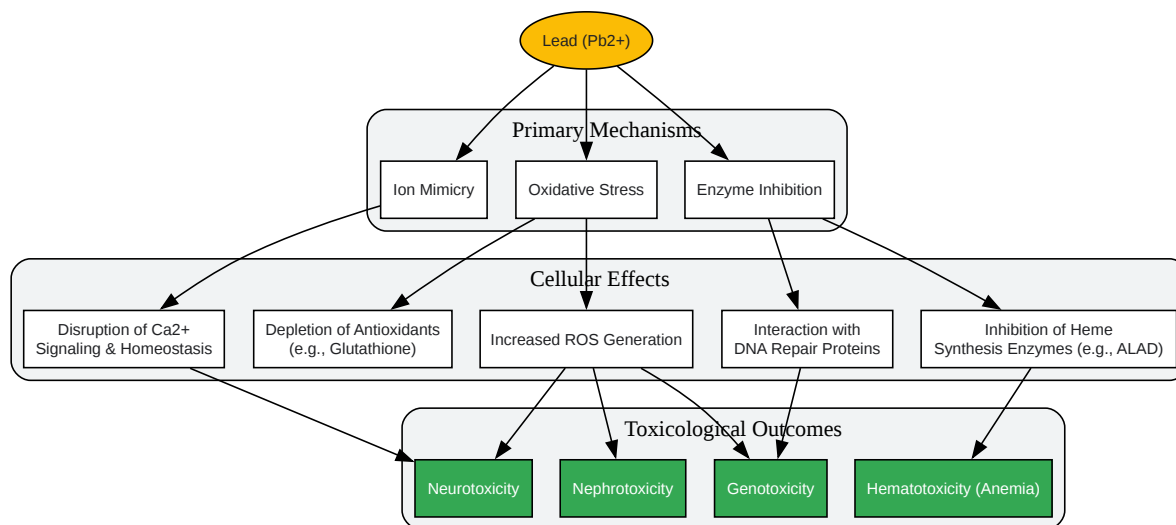 Lead (Pb2+)
Primary Mechanisms
Ion Mimicry
Oxidative Stress
Enzyme Inhibition
Cellular Effects
Disruption of Ca2+
Signaling & Homeostasis
Depletion of Antioxidants
(e.g., Glutathione)
Increased ROS Generation
Interaction with
DNA Repair Proteins
Inhibition of Heme
Synthesis Enzymes (e.g., ALAD)
Toxicological Outcomes
Neurotoxicity
Nephrotoxicity
Genotoxicity
Hematotoxicity (Anemia)